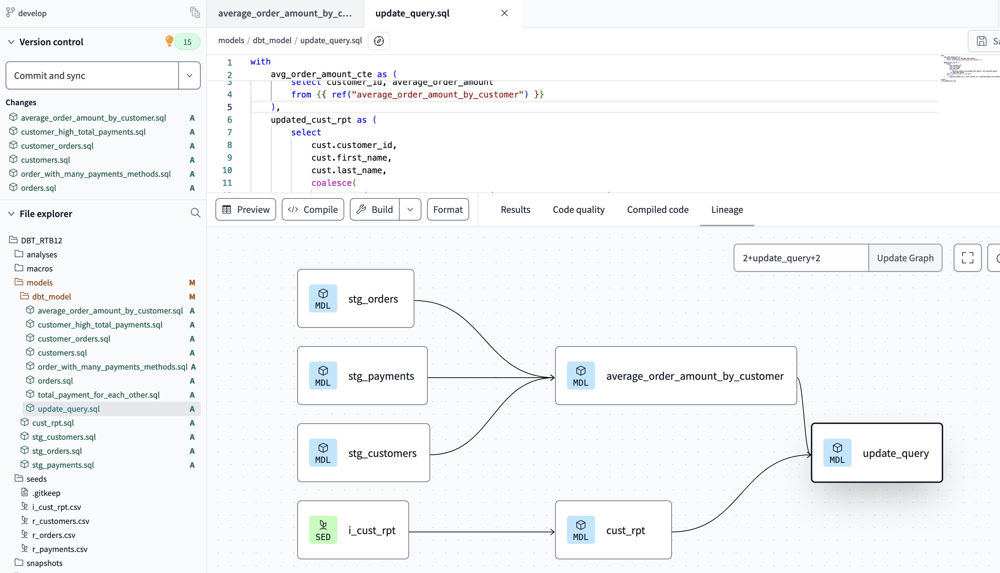 develop
Version control
15
Commit and sync
Changes
average_order_amount_by_customer.sql A
customer_high_total_payments.sql A
customer_orders.sql A
customers.sql A
order_with_many_payments_methods.sql A
orders.sql A
File explorer
DBT_RTB12
analyses
macros
models M
dbt_model M
average_order_amount_by_customer.sql A
customer_high_total_payments.sql A
customer_orders.sql A
customers.sql A
order_with_many_payments_methods.sql A
orders.sql A
total_payment_for_each_other.sql A
update_query.sql A
cust_rpt.sql A
stg_customers.sql A
stg_orders.sql A
stg_payments.sql A
seeds
.gitkeep
i_cust_rpt.csv
r_customers.csv
r_orders.csv
r_payments.csv
snapshots
average_order_amount_by_c...
update_query.sql
models / dbt_model / update_query.sql
Sa
1 with
2 avg_order_amount_cte as (
3 select customer_id, average_order_amount
4 from {{ ref("average_order_amount_by_customer") }}
5 ),
6 updated_cust_rpt as (
7 select
8 cust.customer_id,
9 cust.first_name,
10 cust.last_name,
11 coalesce(
Preview
Compile
Build
Format
Results
Code quality
Compiled code
Lineage
2+update_query+2
Update Graph
MDL stg_orders
MDL stg_payments
MDL stg_customers
SED i_cust_rpt
MDL average_order_amount_by_customer
MDL cust_rpt
MDL update_query